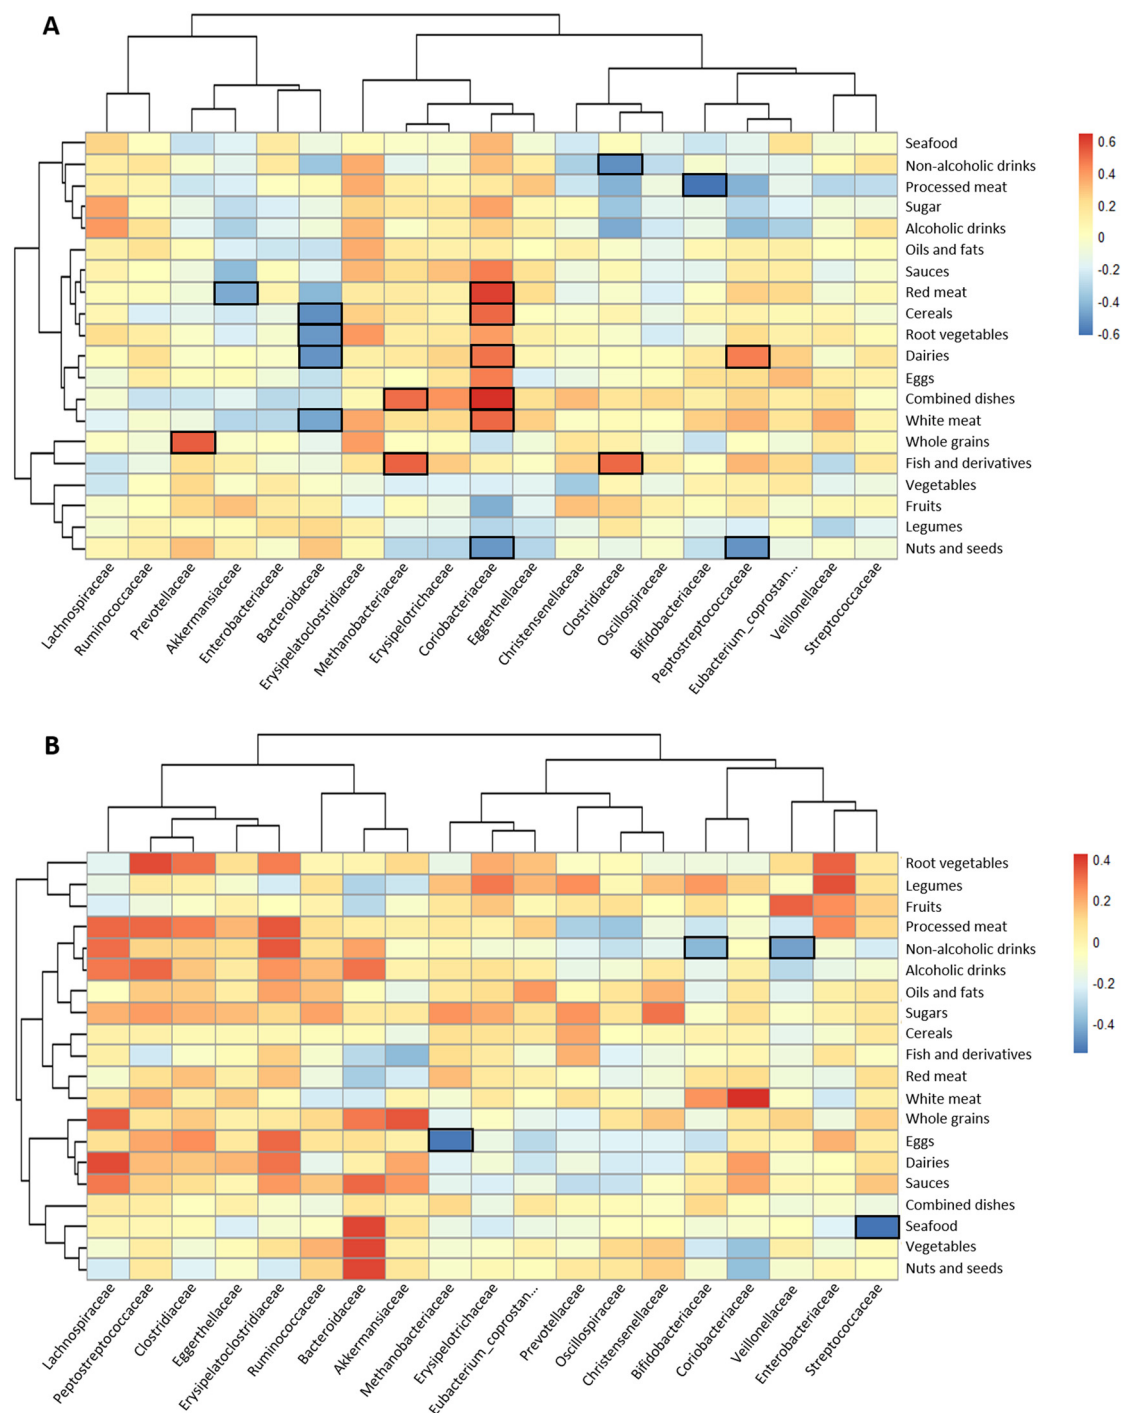 A
Seafood
Non-alcoholic drinks
Processed meat
Sugar
Alcoholic drinks
Oils and fats
Sauces
Red meat
Cereals
Root vegetables
Dairies
Eggs
Combined dishes
White meat
Whole grains
Fish and derivatives
Vegetables
Fruits
Legumes
Nuts and seeds
0.6
0.4
0.2
0
-0.2
-0.4
-0.6
Lachnospiraceae
Ruminococcaceae
Prevotellaceae
Akkermansiaceae
Enterobacteriaceae
Bacteroidaceae
Erysipelatoclostridiaceae
Methanobacteriaceae
Erysipelotrichaceae
Coriobacteriaceae
Eggerthellaceae
Christensenellaceae
Clostridiaceae
Oscillospiraceae
Bifidobacteriaceae
Peptostreptococcaceae
Eubacterium_coprostan...
Veillonellaceae
Streptococcaceae
B
Root vegetables
Legumes
Fruits
Processed meat
Non-alcoholic drinks
Alcoholic drinks
Oils and fats
Sugars
Cereals
Fish and derivatives
Red meat
White meat
Whole grains
Eggs
Dairies
Sauces
Combined dishes
Seafood
Vegetables
Nuts and seeds
0.4
0.2
0
-0.2
-0.4
Lachnospiraceae
Peptostreptococcaceae
Clostridiaceae
Eggerthellaceae
Erysipelatoclostridiaceae
Ruminococcaceae
Bacteroidaceae
Akkermansiaceae
Methanobacteriaceae
Erysipelotrichaceae
Eubacterium_coprostan...
Prevotellaceae
Oscillospiraceae
Christensenellaceae
Bifidobacteriaceae
Coriobacteriaceae
Veillonellaceae
Enterobacteriaceae
Streptococcaceae